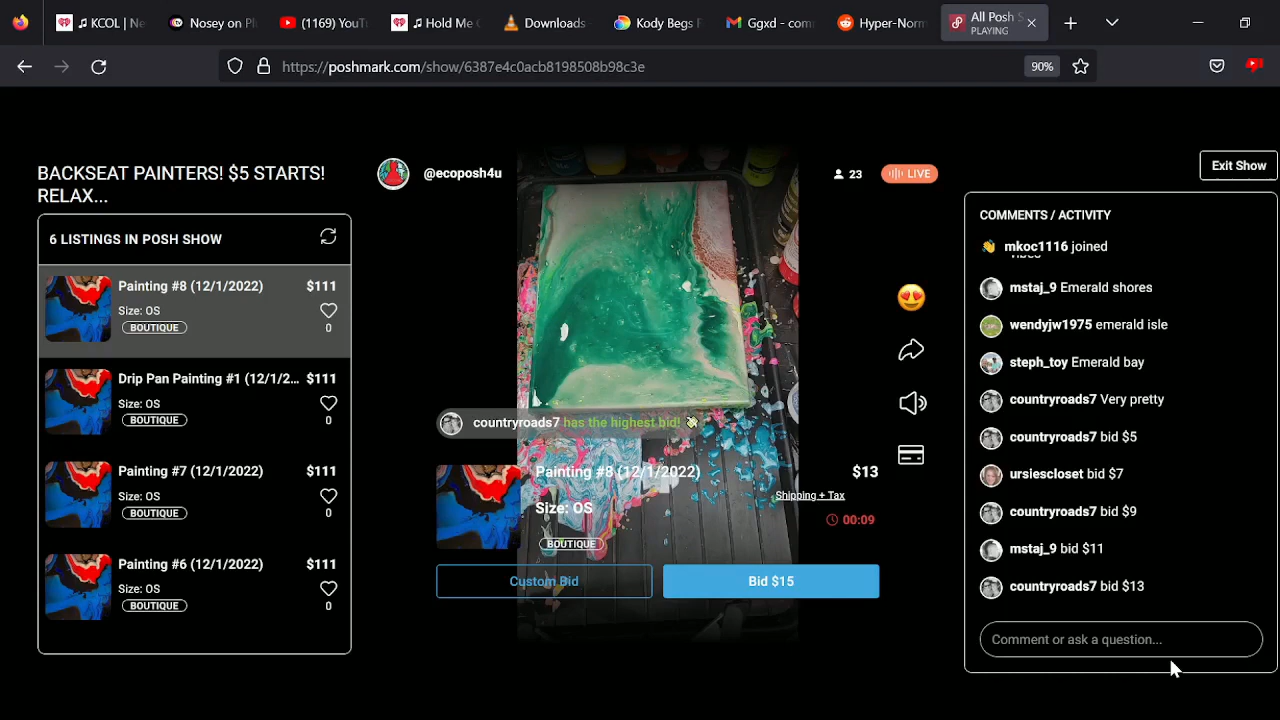 KCOL | Ne
Nosey on Pl
(1169) YouT
Hold Me C
Downloads
Kody Begs F
Ggxd - com
Hyper-Norm
All Posh S
PLAYING
https://poshmark.com/show/6387e4c0acb8198508b98c3e
90%
BACKSEAT PAINTERS! $5 STARTS!
RELAX...
6 LISTINGS IN POSH SHOW
Painting #8 (12/1/2022) $111
Size: OS
BOUTIQUE 0
Drip Pan Painting #1 (12/1/2... $111
Size: OS
BOUTIQUE 0
Painting #7 (12/1/2022) $111
Size: OS
BOUTIQUE 0
Painting #6 (12/1/2022) $111
Size: OS
BOUTIQUE 0
@ecoposh4u
23
LIVE
countryroads7 has the highest bid!
Painting #8 (12/1/2022) $13
Shipping + Tax
Size: OS
00:09
BOUTIQUE
Custom Bid
Bid $15
Exit Show
COMMENTS / ACTIVITY
mkoc1116 joined
mstaj_9 Emerald shores
wendyjw1975 emerald isle
steph_toy Emerald bay
countryroads7 Very pretty
countryroads7 bid $5
ursiescloset bid $7
countryroads7 bid $9
mstaj_9 bid $11
countryroads7 bid $13
Comment or ask a question...